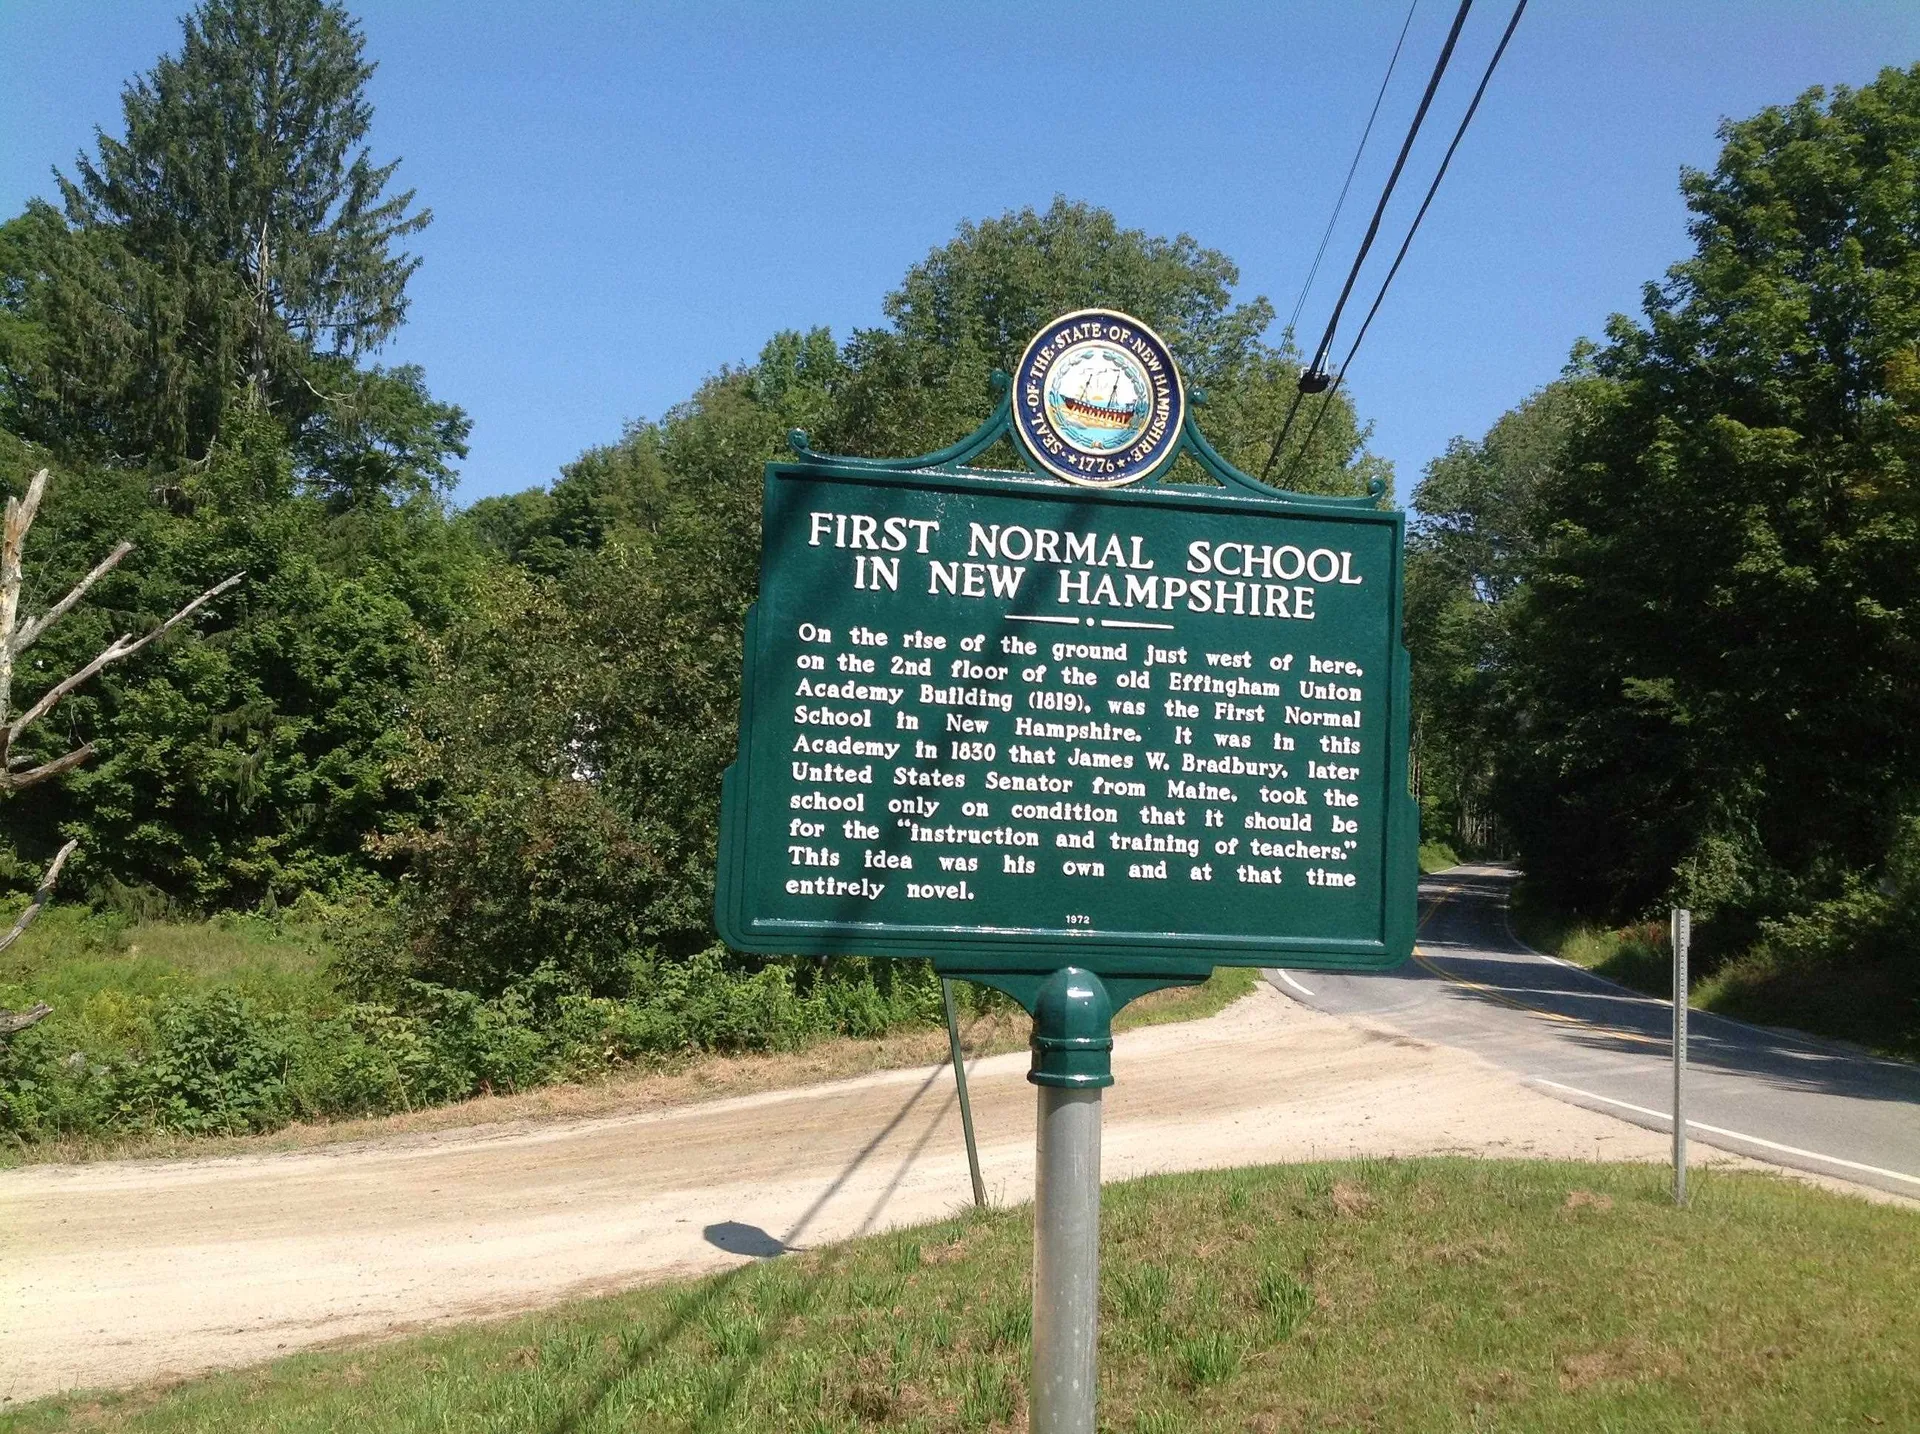 SEAL·OF·THE·STATE·OF·NEW HAMPSHIRE·
★1776★
FIRST NORMAL SCHOOL
IN NEW HAMPSHIRE
On the rise of the ground just west of here,
on the 2nd floor of the old Effingham Union
Academy Building (1819), was the First Normal
School in New Hampshire. It was in this
Academy in 1830 that James W. Bradbury, later
United States Senator from Maine, took the
school only on condition that it should be
for the "instruction and training of teachers."
This idea was his own and at that time
entirely novel.
1972